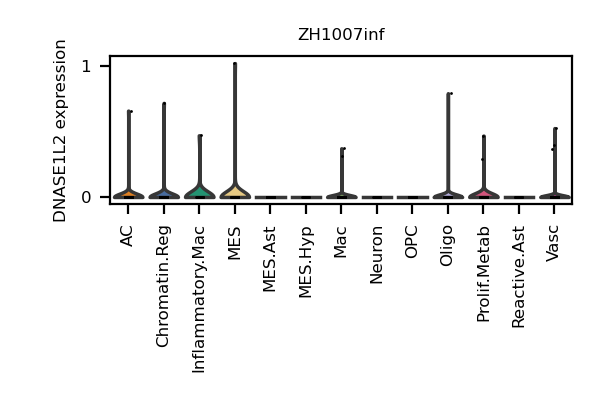 ZH1007inf
DNASE1L2 expression
1
0
AC
Chromatin.Reg
Inflammatory.Mac
MES
MES.Ast
MES.Hyp
Mac
Neuron
OPC
Oligo
Prolif.Metab
Reactive.Ast
Vasc